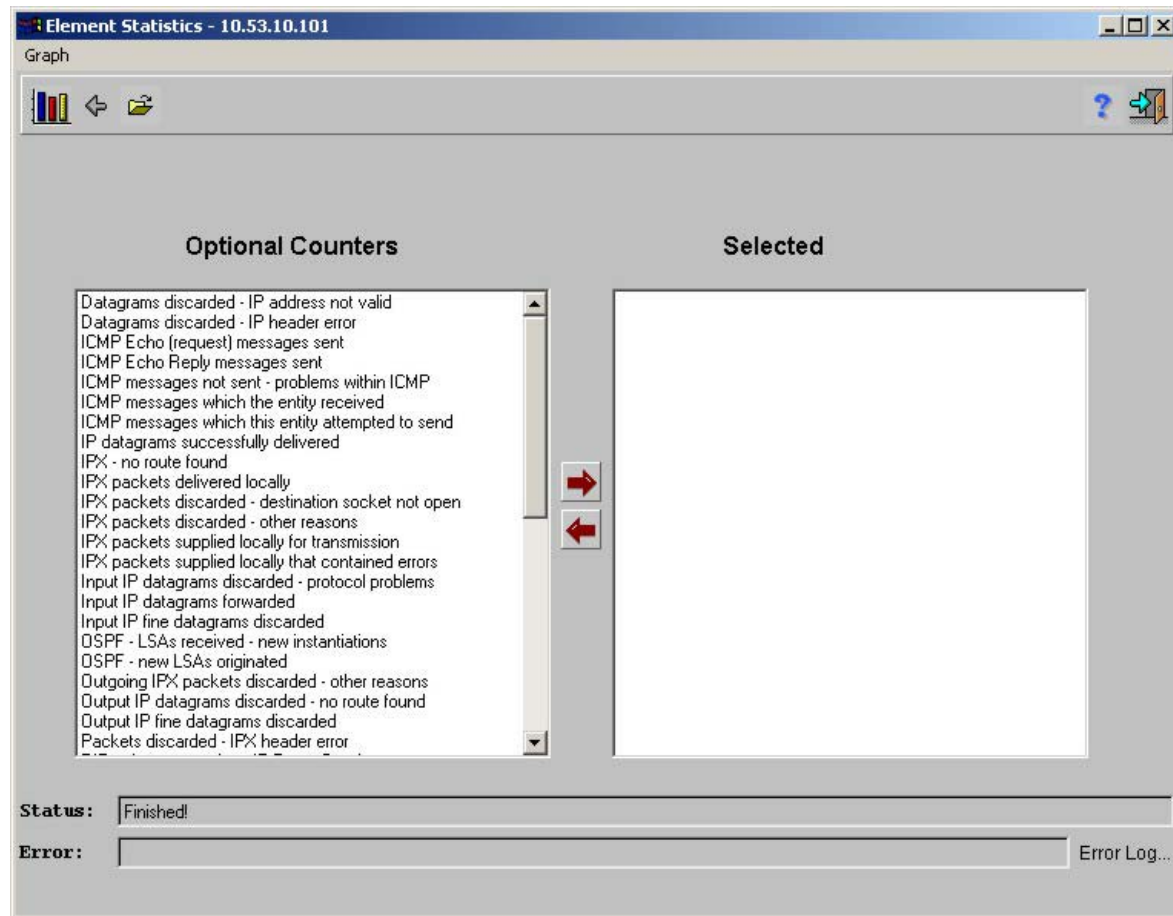 Element Statistics - 10.53.10.101
Graph
Optional Counters
Selected
Datagrams discarded - IP address not valid
Datagrams discarded - IP header error
ICMP Echo (request) messages sent
ICMP Echo Reply messages sent
ICMP messages not sent - problems within ICMP
ICMP messages which the entity received
ICMP messages which this entity attempted to send
IP datagrams successfully delivered
IPX - no route found
IPX packets delivered locally
IPX packets discarded - destination socket not open
IPX packets discarded - other reasons
IPX packets supplied locally for transmission
IPX packets supplied locally that contained errors
Input IP datagrams discarded - protocol problems
Input IP datagrams forwarded
Input IP fine datagrams discarded
OSPF - LSAs received - new instantiations
OSPF - new LSAs originated
Outgoing IPX packets discarded - other reasons
Output IP datagrams discarded - no route found
Output IP fine datagrams discarded
Packets discarded - IPX header error
Status: Finished!
Error: Error Log...